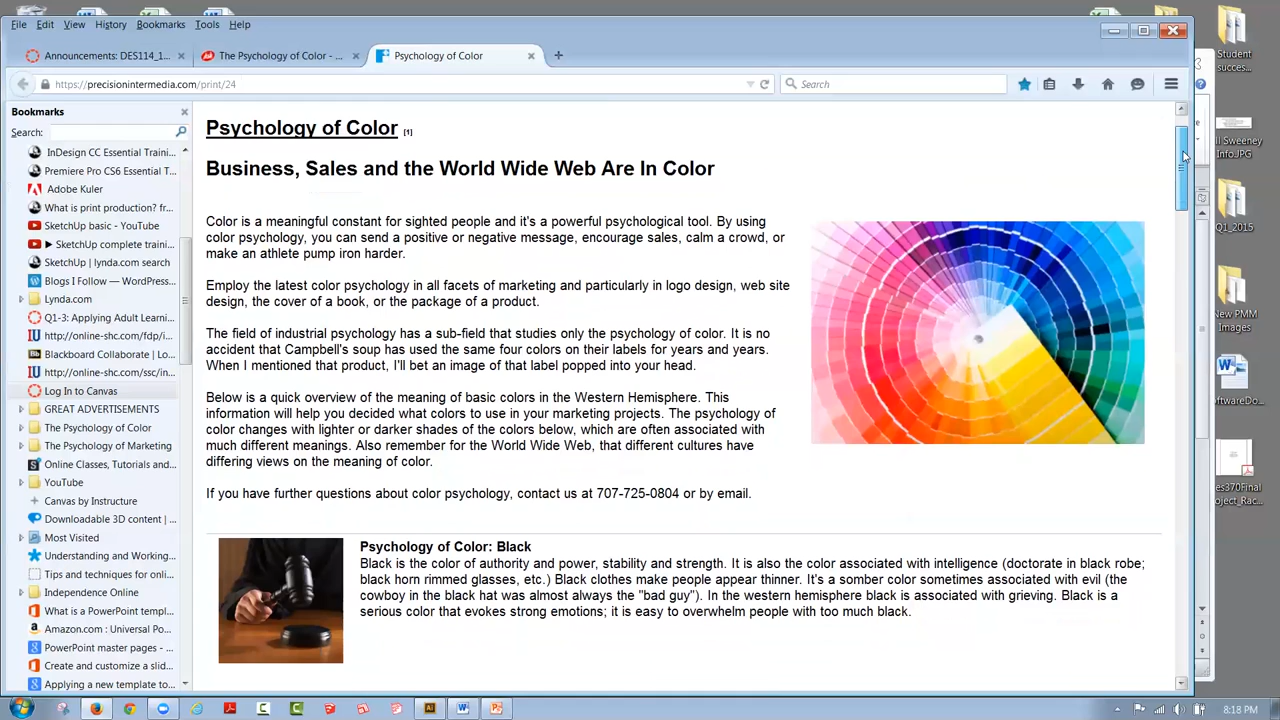 File Edit View History Bookmarks Tools Help
Announcements: DES114_1... The Psychology of Color - ... Psychology of Color
https://precisionintermedia.com/print/24 Search
Bookmarks
Search:
InDesign CC Essential Traini...
Premiere Pro CS6 Essential T...
Adobe Kuler
What is print production? fr...
SketchUp basic - YouTube
▶ SketchUp complete traini...
SketchUp | lynda.com search
Blogs I Follow — WordPress...
Lynda.com
Q1-3: Applying Adult Learni...
http://online-shc.com/fdp/i...
Blackboard Collaborate | Lo...
http://online-shc.com/ssc/in...
Log In to Canvas
GREAT ADVERTISEMENTS
The Psychology of Color
The Psychology of Marketing
Online Classes, Tutorials and...
YouTube
Canvas by Instructure
Downloadable 3D content | ...
Most Visited
Understanding and Working...
Tips and techniques for onli...
Independence Online
What is a PowerPoint templ...
Amazon.com : Universal Po...
PowerPoint master pages - ...
Create and customize a slid...
Applying a new template to...
Psychology of Color [1]
Business, Sales and the World Wide Web Are In Color
Color is a meaningful constant for sighted people and it's a powerful psychological tool. By using
color psychology, you can send a positive or negative message, encourage sales, calm a crowd, or
make an athlete pump iron harder.
Employ the latest color psychology in all facets of marketing and particularly in logo design, web site
design, the cover of a book, or the package of a product.
The field of industrial psychology has a sub-field that studies only the psychology of color. It is no
accident that Campbell's soup has used the same four colors on their labels for years and years.
When I mentioned that product, I'll bet an image of that label popped into your head.
Below is a quick overview of the meaning of basic colors in the Western Hemisphere. This
information will help you decided what colors to use in your marketing projects. The psychology of
color changes with lighter or darker shades of the colors below, which are often associated with
much different meanings. Also remember for the World Wide Web, that different cultures have
differing views on the meaning of color.
If you have further questions about color psychology, contact us at 707-725-0804 or by email.
Psychology of Color: Black
Black is the color of authority and power, stability and strength. It is also the color associated with intelligence (doctorate in black robe;
black horn rimmed glasses, etc.) Black clothes make people appear thinner. It's a somber color sometimes associated with evil (the
cowboy in the black hat was almost always the "bad guy"). In the western hemisphere black is associated with grieving. Black is a
serious color that evokes strong emotions; it is easy to overwhelm people with too much black.
Student
succes...
ill Sweeney
Info.JPG
Q1_2015
New PMM
Images
oftwareDo...
es370Final
oject_Rac...
8:18 PM